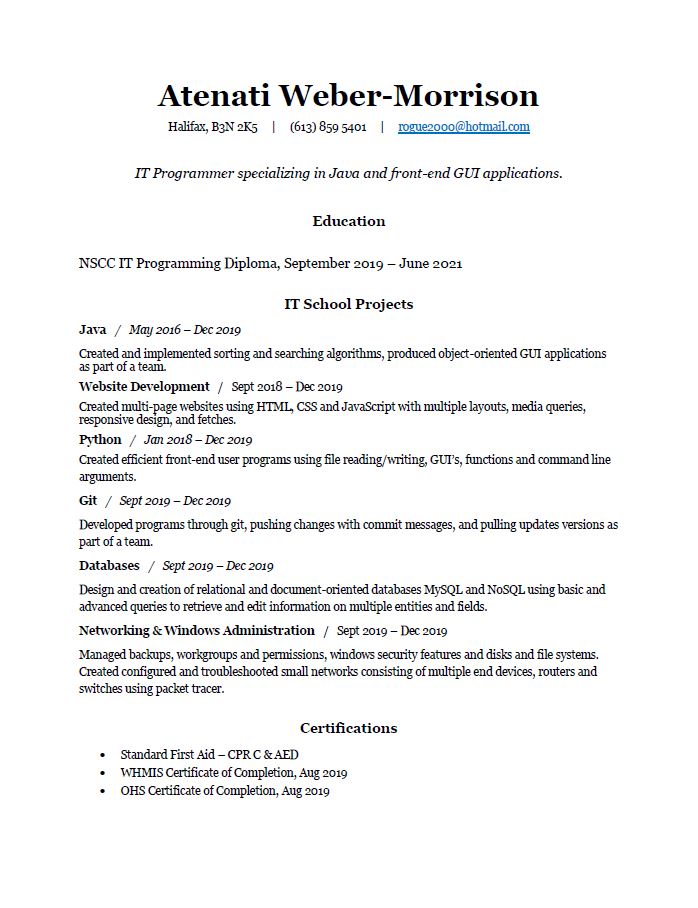 Atenati Weber-Morrison
Halifax, B3N 2K5 | (613) 859 5401 | rogue2000@hotmail.com
IT Programmer specializing in Java and front-end GUI applications.
Education
NSCC IT Programming Diploma, September 2019 – June 2021
IT School Projects
Java / May 2016 – Dec 2019
Created and implemented sorting and searching algorithms, produced object-oriented GUI applications
as part of a team.
Website Development / Sept 2018 – Dec 2019
Created multi-page websites using HTML, CSS and JavaScript with multiple layouts, media queries,
responsive design, and fetches.
Python / Jan 2018 – Dec 2019
Created efficient front-end user programs using file reading/writing, GUI's, functions and command line
arguments.
Git / Sept 2019 – Dec 2019
Developed programs through git, pushing changes with commit messages, and pulling updates versions as
part of a team.
Databases / Sept 2019 – Dec 2019
Design and creation of relational and document-oriented databases MySQL and NoSQL using basic and
advanced queries to retrieve and edit information on multiple entities and fields.
Networking & Windows Administration / Sept 2019 – Dec 2019
Managed backups, workgroups and permissions, windows security features and disks and file systems.
Created configured and troubleshooted small networks consisting of multiple end devices, routers and
switches using packet tracer.
Certifications
• Standard First Aid – CPR C & AED
• WHMIS Certificate of Completion, Aug 2019
• OHS Certificate of Completion, Aug 2019